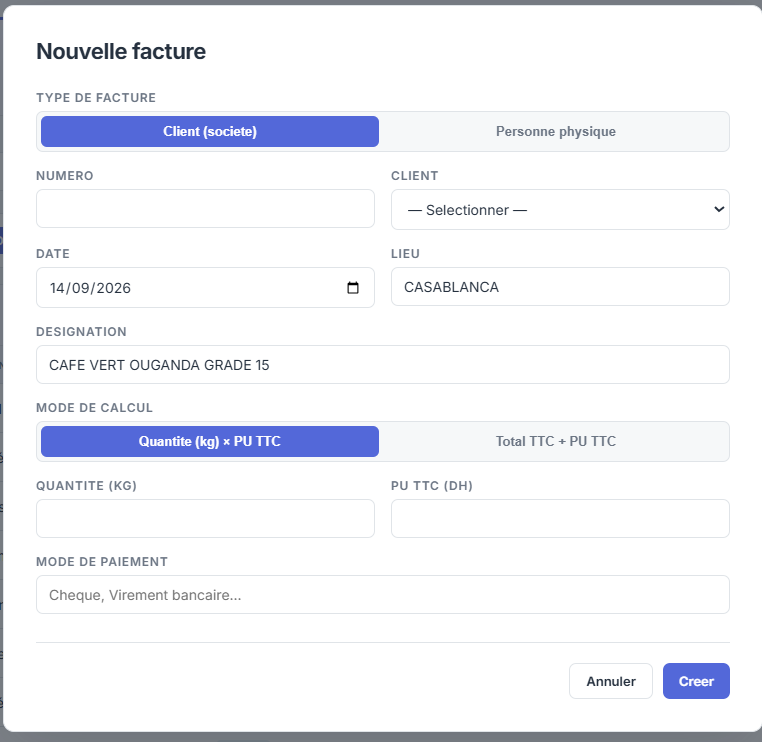 Nouvelle facture
TYPE DE FACTURE
Client (societe) Personne physique
NUMERO CLIENT
— Selectionner —
DATE LIEU
14/09/2026 CASABLANCA
DESIGNATION
CAFE VERT OUGANDA GRADE 15
MODE DE CALCUL
Quantite (kg) × PU TTC Total TTC + PU TTC
QUANTITE (KG) PU TTC (DH)
MODE DE PAIEMENT
Cheque, Virement bancaire...
Annuler Creer